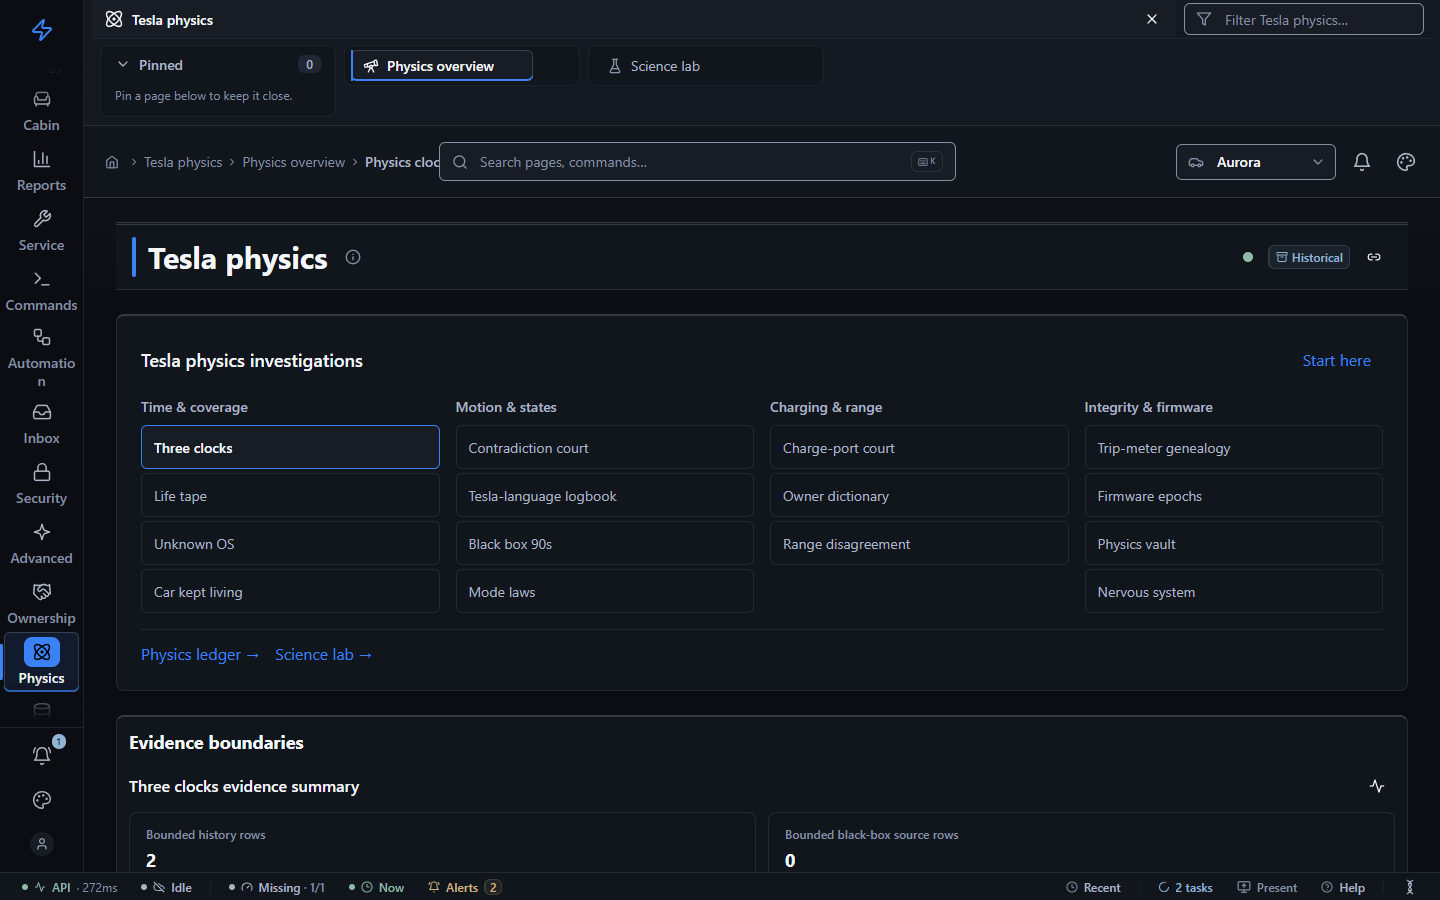 Tesla physics
Filter Tesla physics...
Pinned
0
Pin a page below to keep it close.
Physics overview
Science lab
Cabin
Reports
Service
Commands
Automatio
n
Inbox
Security
Advanced
Ownership
Physics
1
Tesla physics
Physics overview
Physics cloc
Search pages, commands...
K
Aurora
Tesla physics
Historical
Tesla physics investigations
Start here
Time & coverage
Three clocks
Life tape
Unknown OS
Car kept living
Motion & states
Contradiction court
Tesla-language logbook
Black box 90s
Mode laws
Charging & range
Charge-port court
Owner dictionary
Range disagreement
Integrity & firmware
Trip-meter genealogy
Firmware epochs
Physics vault
Nervous system
Physics ledger →
Science lab →
Evidence boundaries
Three clocks evidence summary
Bounded history rows
2
Bounded black-box source rows
0
API · 272ms
Idle
Missing · 1/1
Now
Alerts 2
Recent
2 tasks
Present
Help